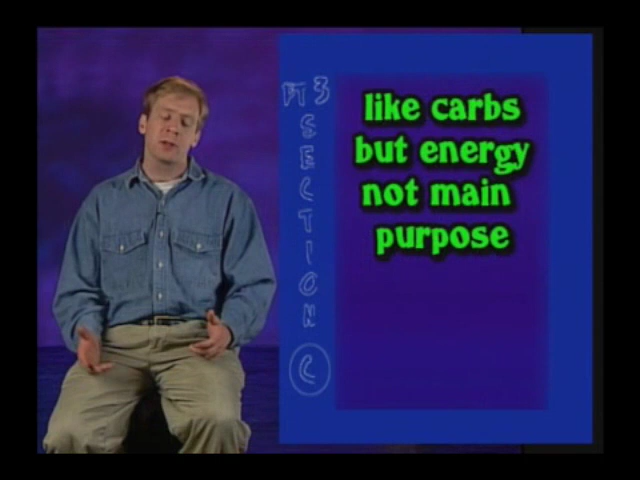 PT 3
SECTION
C
like carbs
but energy
not main
purpose